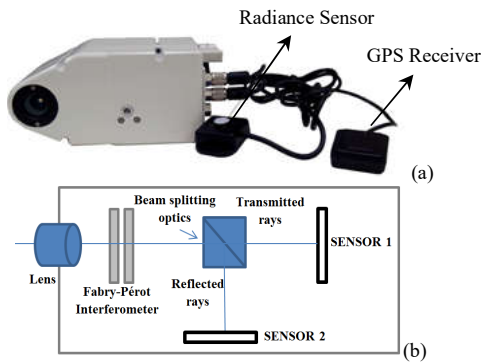 Radiance Sensor
GPS Receiver
(a)
Beam splitting
optics
Transmitted
rays
SENSOR 1
Lens
Fabry-Pérot
Interferometer
Reflected
rays
SENSOR 2
(b)